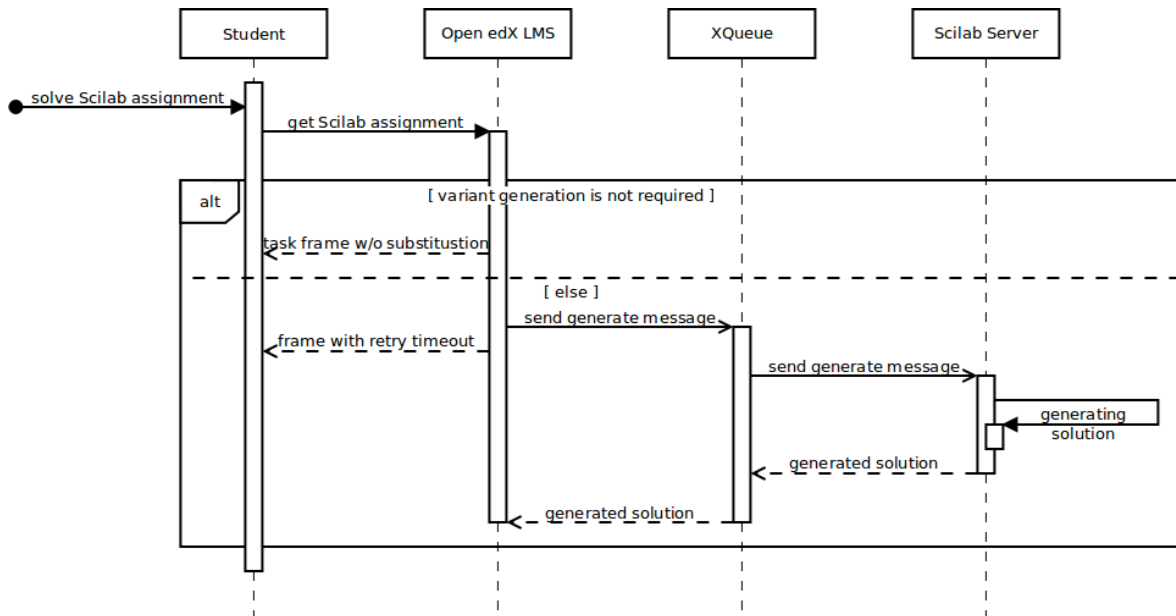 Student
Open edX LMS
XQueue
Scilab Server
solve Scilab assignment
get Scilab assignment
alt
[ variant generation is not required ]
task frame w/o substitustion
[ else ]
send generate message
frame with retry timeout
send generate message
generating
solution
generated solution
generated solution